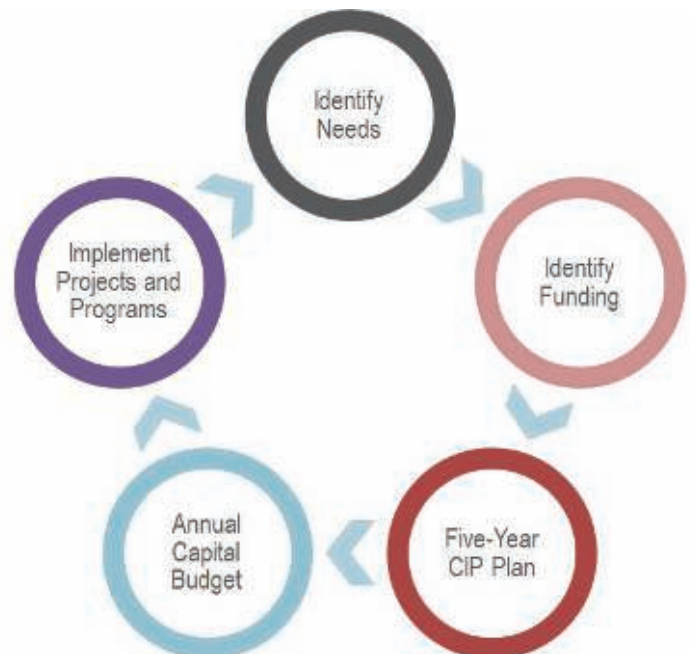 Identify
Needs
Identify
Funding
Five-Year
CIP Plan
Annual
Capital
Budget
Implement
Projects and
Programs